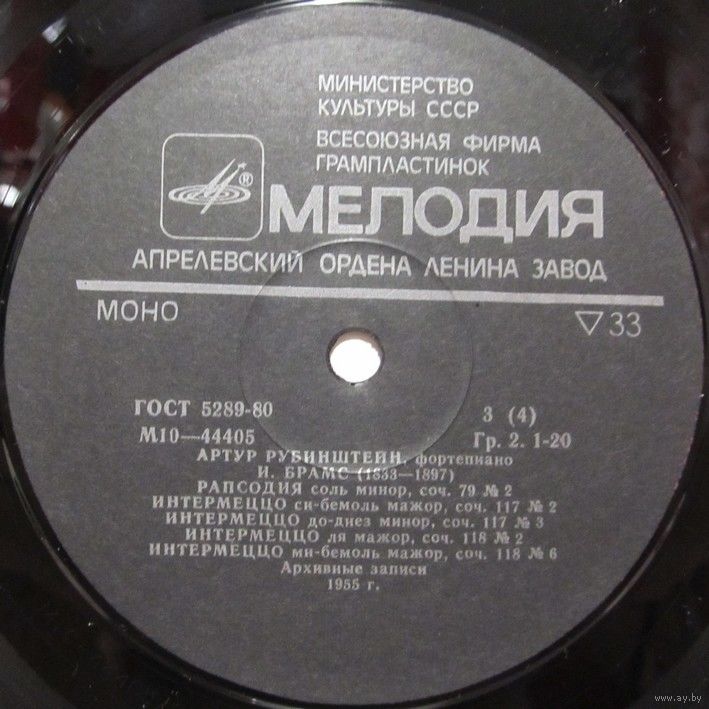 МИНИСТЕРСТВО
КУЛЬТУРЫ СССР
ВСЕСОЮЗНАЯ ФИРМА
ГРАМПЛАСТИНОК
®
МЕЛОДИЯ
АПРЕЛЕВСКИЙ ОРДЕНА ЛЕНИНА ЗАВОД
МОНО ▽ 33
ГОСТ 5289-80 3 (4)
М10—44405 Гр. 2. 1-20
АРТУР РУБИНШТЕЙН, фортепиано
И. БРАМС (1833—1897)
РАПСОДИЯ соль минор, соч. 79 № 2
ИНТЕРМЕЦЦО си-бемоль мажор, соч. 117 № 2
ИНТЕРМЕЦЦО до-диез минор, соч. 117 № 3
ИНТЕРМЕЦЦО ля мажор, соч. 118 № 2
ИНТЕРМЕЦЦО ми-бемоль мажор, соч. 118 № 6
Архивные записи
1955 г.
www.ay.by